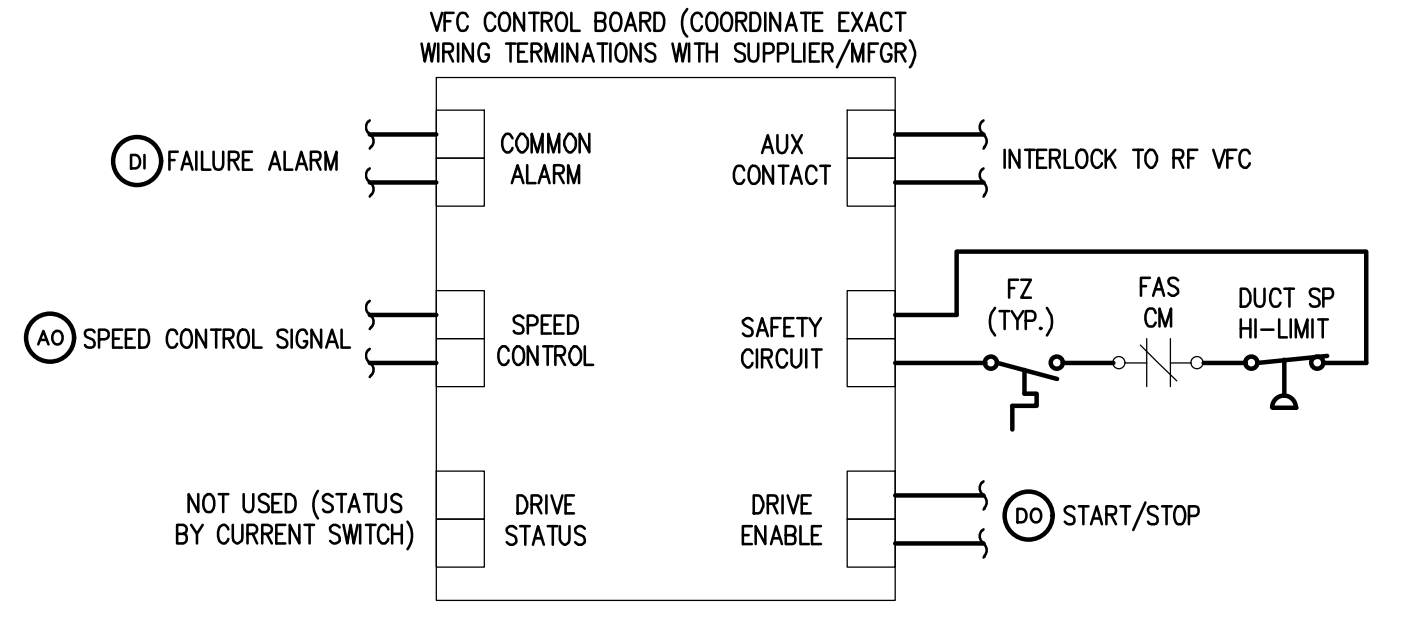 VFC CONTROL BOARD (COORDINATE EXACT
WIRING TERMINATIONS WITH SUPPLIER/MFGR)
DI
FAILURE ALARM
COMMON
ALARM
AUX
CONTACT
INTERLOCK TO RF VFC
AO
SPEED CONTROL SIGNAL
SPEED
CONTROL
SAFETY
CIRCUIT
FZ
(TYP.)
FAS
CM
DUCT SP
HI-LIMIT
NOT USED (STATUS
BY CURRENT SWITCH)
DRIVE
STATUS
DRIVE
ENABLE
DO
START/STOP